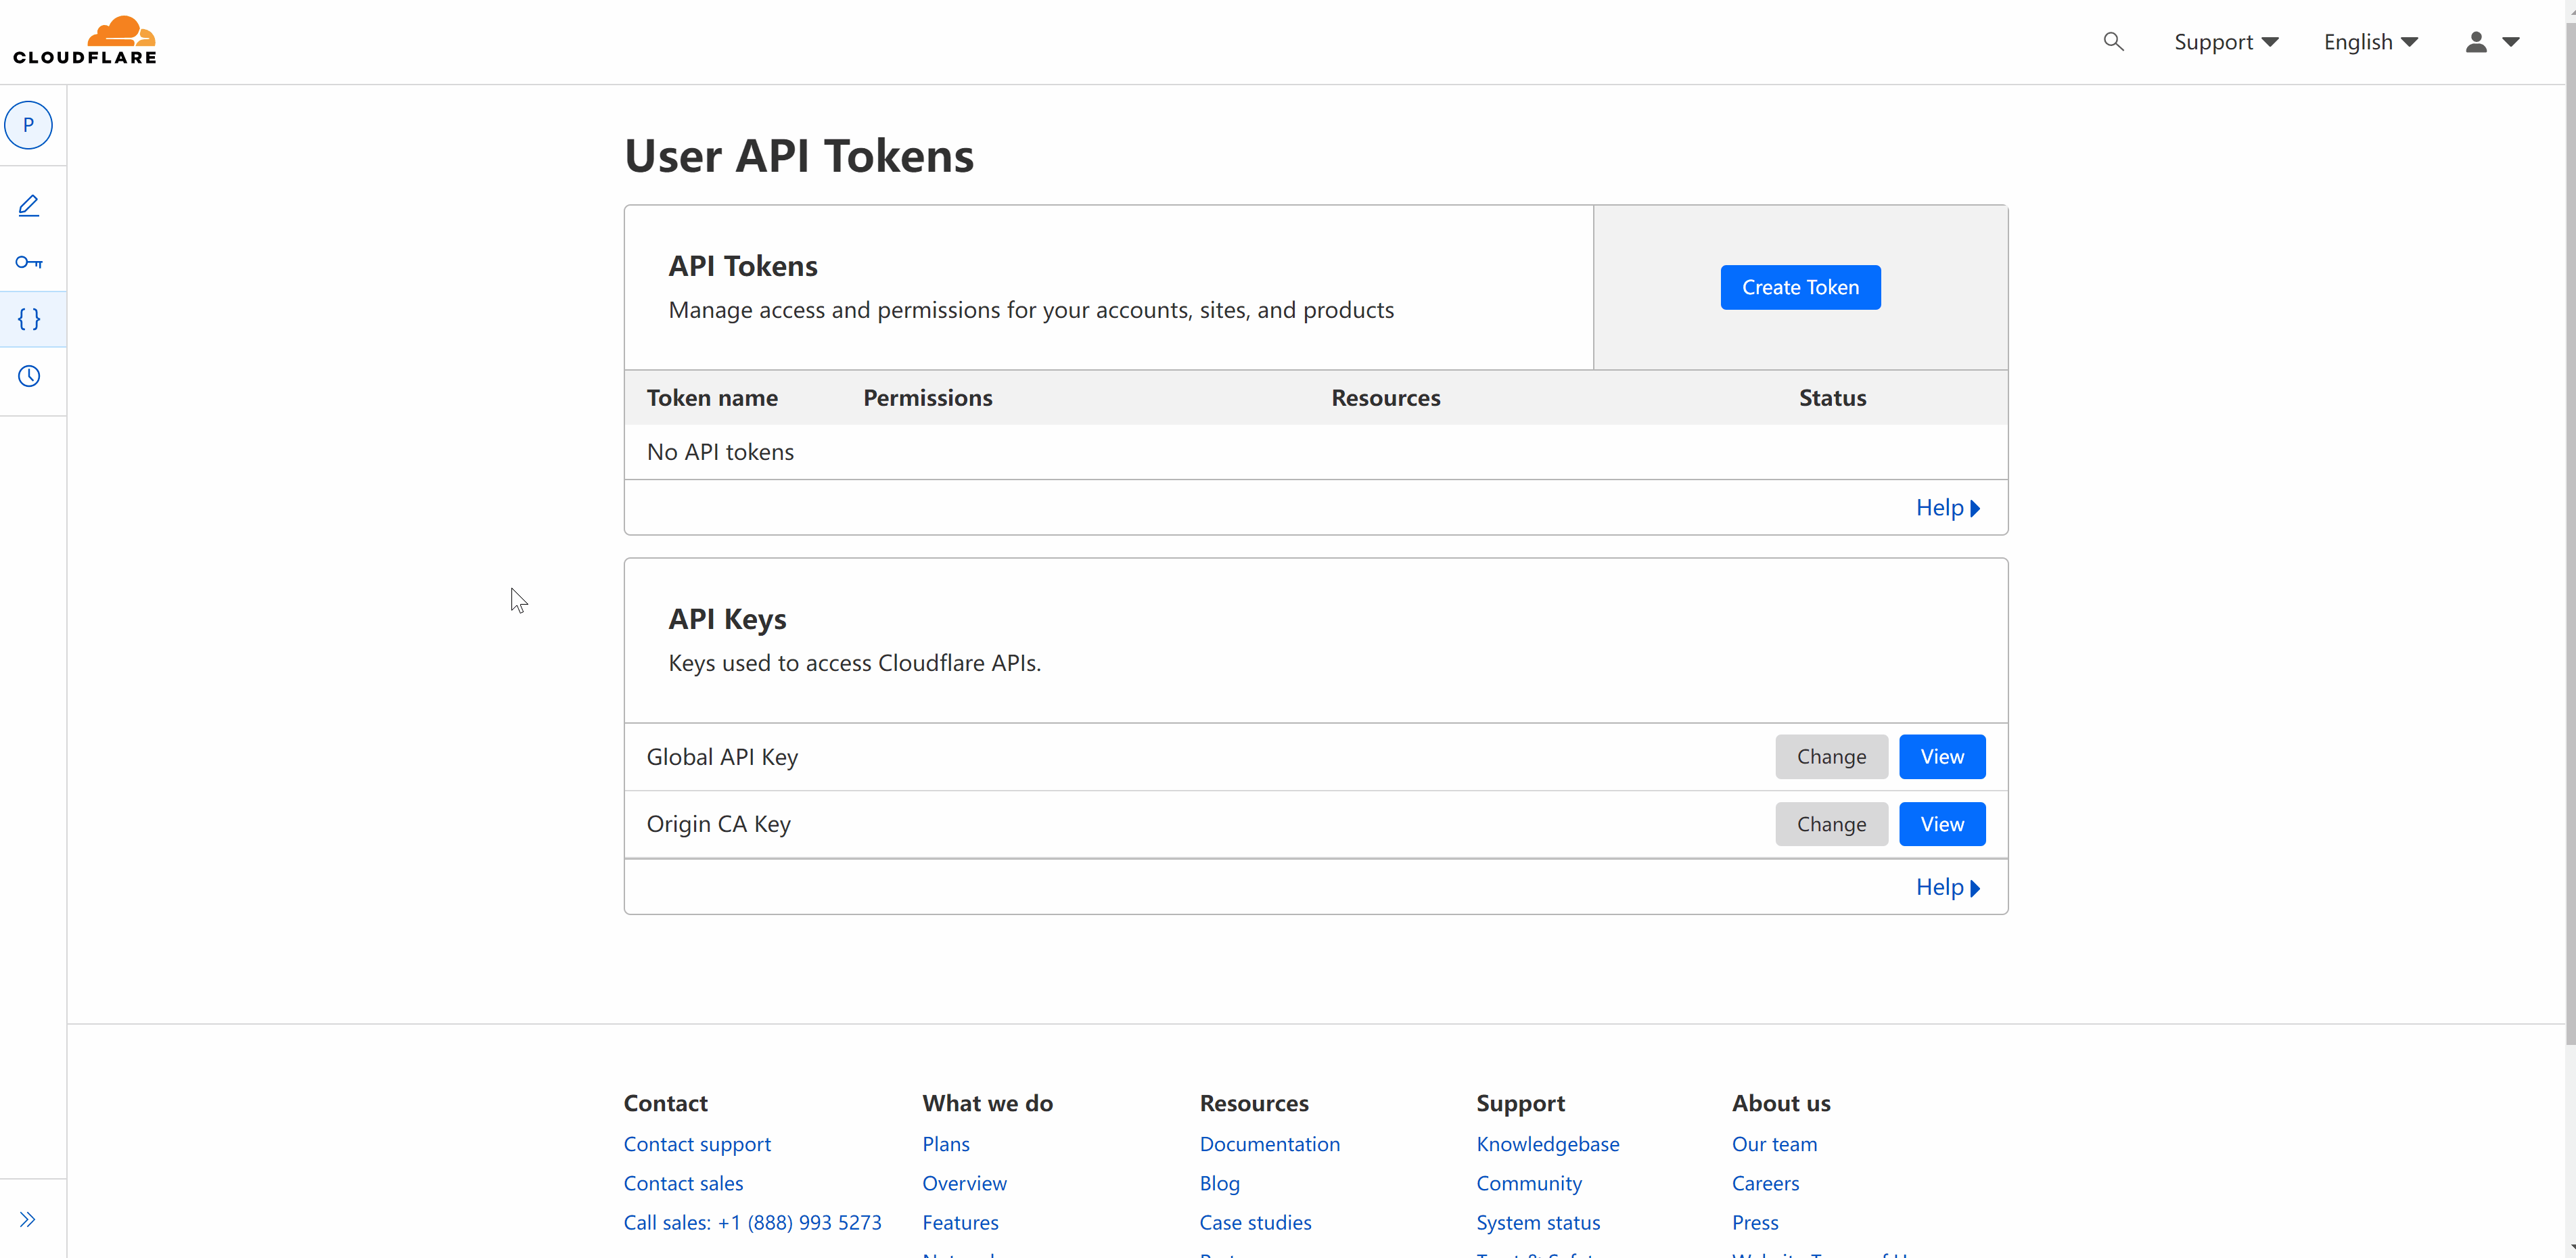 CLOUDFLARE
Support
English
P
User API Tokens
API Tokens
Manage access and permissions for your accounts, sites, and products
Create Token
Token name Permissions Resources Status
No API tokens
Help
API Keys
Keys used to access Cloudflare APIs.
Global API Key Change View
Origin CA Key Change View
Help
Contact What we do Resources Support About us
Contact support Plans Documentation Knowledgebase Our team
Contact sales Overview Blog Community Careers
Call sales: +1 (888) 993 5273 Features Case studies System status Press